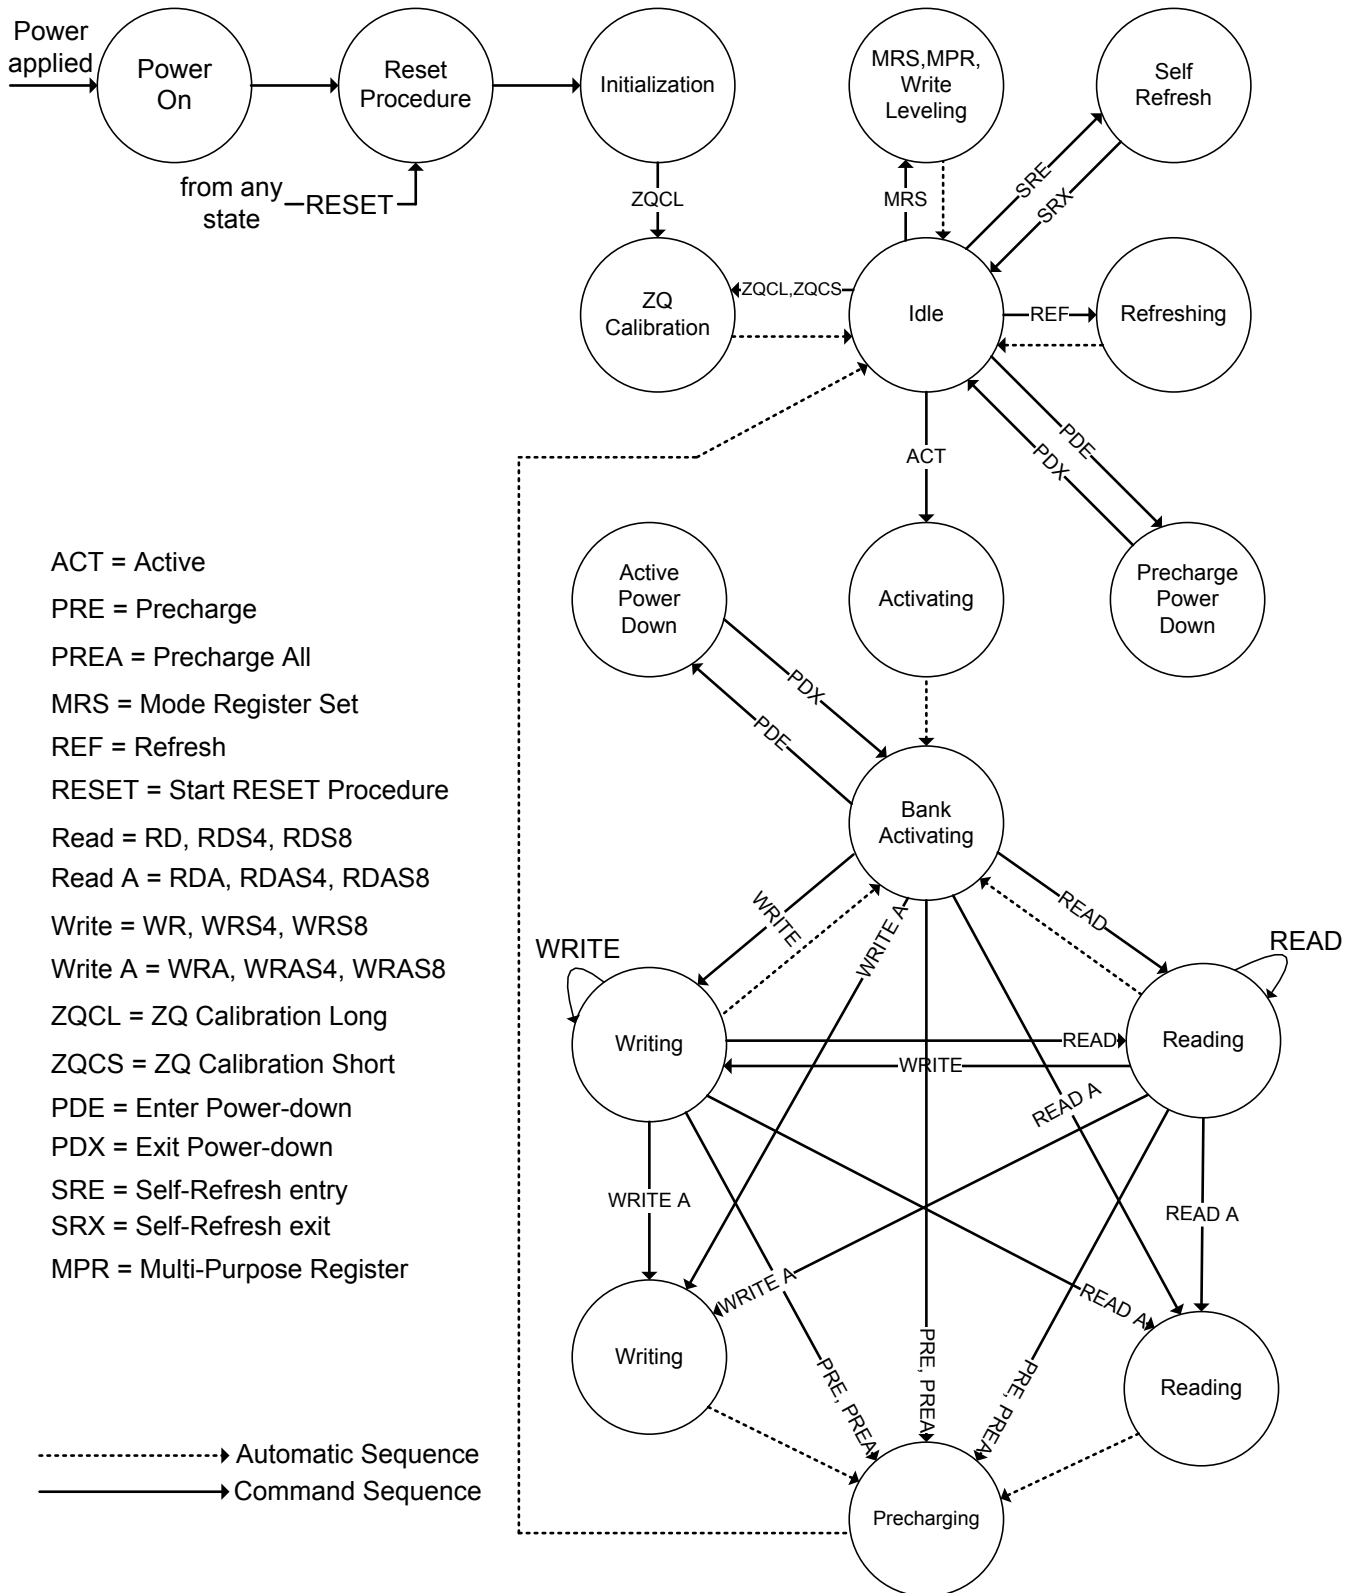 Power
applied
Power
On
Reset
Procedure
Initialization
MRS,MPR,
Write
Leveling
Self
Refresh
from any
state
RESET
ZQCL
MRS
SRE
SRX
ZQ
Calibration
ZQCL,ZQCS
Idle
REF
Refreshing
ACT
PDE
PDX
Active
Power
Down
Activating
Precharge
Power
Down
PDX
PDE
Bank
Activating
ACT = Active
PRE = Precharge
PREA = Precharge All
MRS = Mode Register Set
REF = Refresh
RESET = Start RESET Procedure
Read = RD, RDS4, RDS8
Read A = RDA, RDAS4, RDAS8
Write = WR, WRS4, WRS8
Write A = WRA, WRAS4, WRAS8
ZQCL = ZQ Calibration Long
ZQCS = ZQ Calibration Short
PDE = Enter Power-down
PDX = Exit Power-down
SRE = Self-Refresh entry
SRX = Self-Refresh exit
MPR = Multi-Purpose Register
WRITE
WRITE
WRITE A
READ
READ
Writing
READ
WRITE
Reading
READ A
WRITE A
READ A
WRITE A
READ A
Writing
PRE, PREA
PRE, PREA
PRE, PREA
Reading
Precharging
Automatic Sequence
Command Sequence